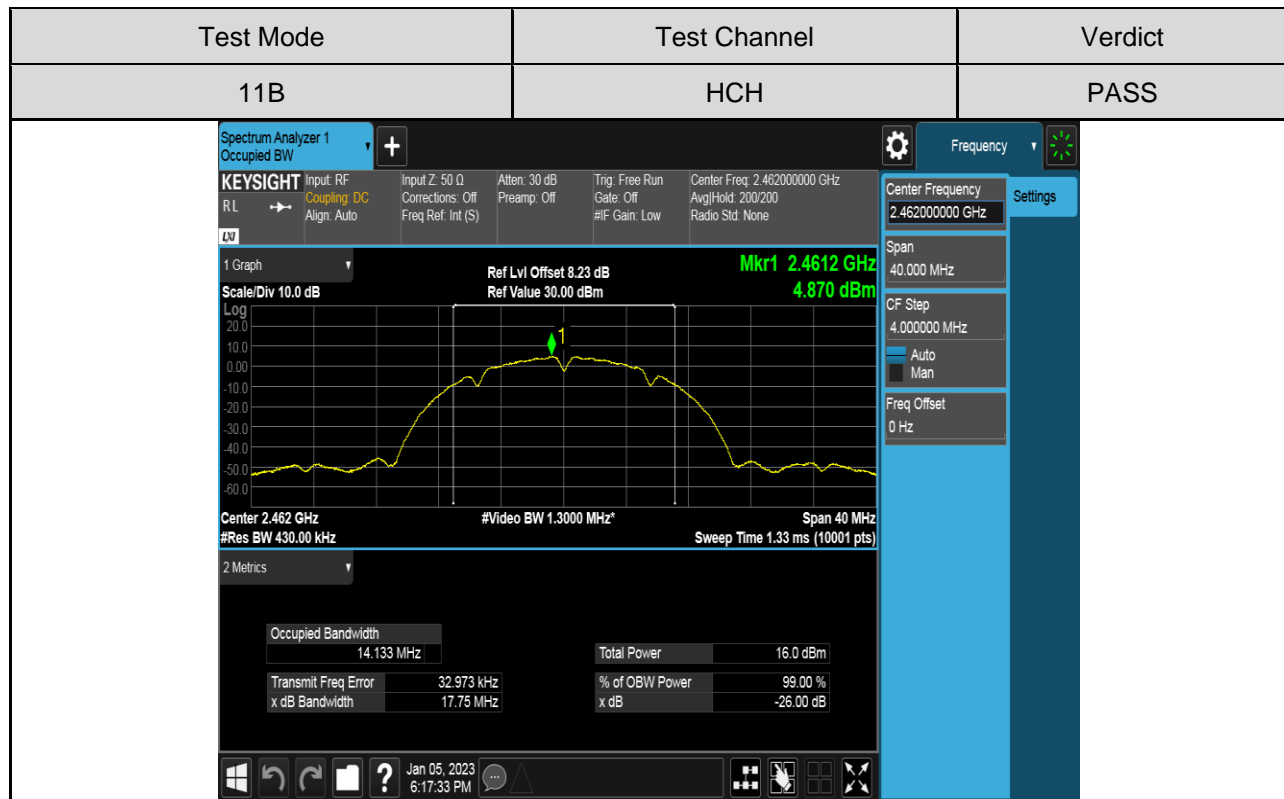 Test Mode Test Channel Verdict
11B HCH PASS
Spectrum Analyzer 1
Occupied BW
Frequency
KEYSIGHT Input: RF Input Z: 50 Ω Atten: 30 dB Trig: Free Run Center Freq: 2.462000000 GHz
RL Coupling: DC Corrections: Off Preamp: Off Gate: Off Avg|Hold: 200/200
Align: Auto Freq Ref: Int (S) #IF Gain: Low Radio Std: None
LXI
Center Frequency
2.462000000 GHz
Settings
Span
40.000 MHz
CF Step
4.000000 MHz
Auto
Man
Freq Offset
0 Hz
1 Graph
Ref Lvl Offset 8.23 dB
Mkr1 2.4612 GHz
Scale/Div 10.0 dB
Ref Value 30.00 dBm
4.870 dBm
Log
20.0
10.0
0.00
-10.0
-20.0
-30.0
-40.0
-50.0
-60.0
1
Center 2.462 GHz #Video BW 1.3000 MHz* Span 40 MHz
#Res BW 430.00 kHz Sweep Time 1.33 ms (10001 pts)
2 Metrics
Occupied Bandwidth
14.133 MHz
Total Power 16.0 dBm
Transmit Freq Error 32.973 kHz % of OBW Power 99.00 %
x dB Bandwidth 17.75 MHz x dB -26.00 dB
?
Jan 05, 2023
6:17:33 PM